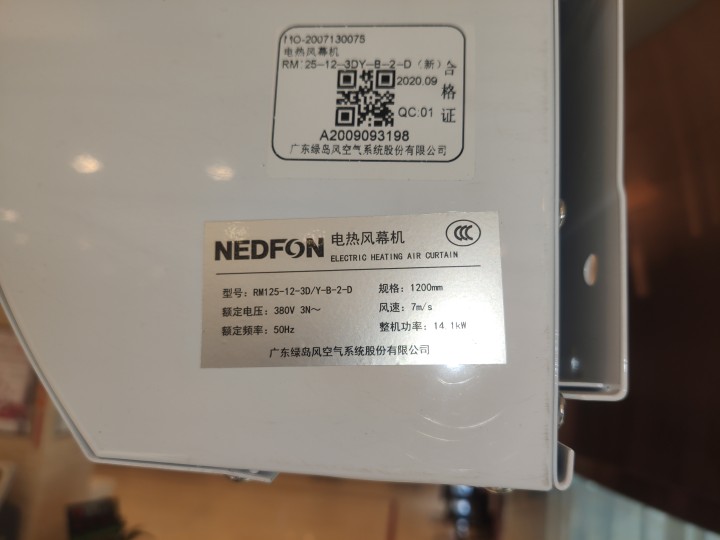 MO-2007130075
电热风幕机
RM125-12-3DY-B-2-D（新）
2020.09
QC:01
合格证
A2009093198
广东绿岛风空气系统股份有限公司
NEDFON 电热风幕机
ELECTRIC HEATING AIR CURTAIN
CCC
型号：RM125-12-3D/Y-B-2-D 规格：1200mm
额定电压：380V 3N～ 风速：7m/s
额定频率：50Hz 整机功率：14.1kW
广东绿岛风空气系统股份有限公司